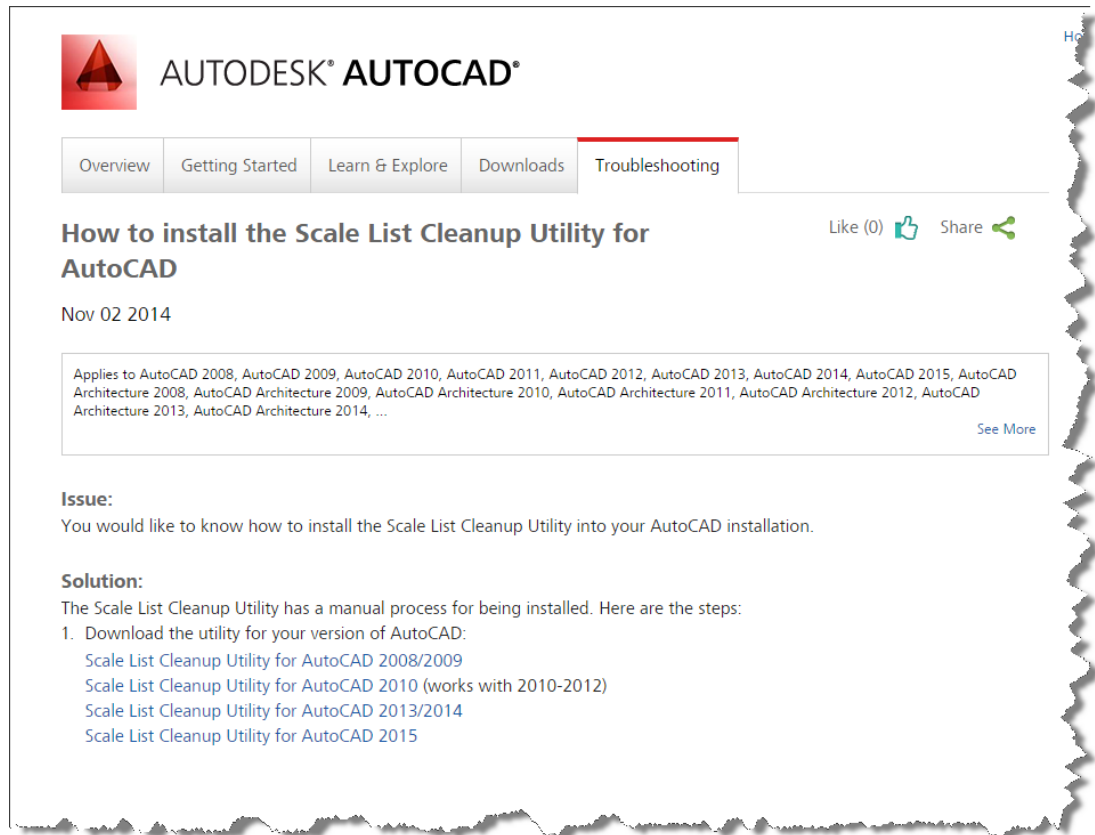 Ho
AUTODESK® AUTOCAD®
Overview Getting Started Learn & Explore Downloads Troubleshooting
How to install the Scale List Cleanup Utility for
AutoCAD
Like (0) Share
Nov 02 2014
Applies to AutoCAD 2008, AutoCAD 2009, AutoCAD 2010, AutoCAD 2011, AutoCAD 2012, AutoCAD 2013, AutoCAD 2014, AutoCAD 2015, AutoCAD
Architecture 2008, AutoCAD Architecture 2009, AutoCAD Architecture 2010, AutoCAD Architecture 2011, AutoCAD Architecture 2012, AutoCAD
Architecture 2013, AutoCAD Architecture 2014, ...
See More
Issue:
You would like to know how to install the Scale List Cleanup Utility into your AutoCAD installation.
Solution:
The Scale List Cleanup Utility has a manual process for being installed. Here are the steps:
1. Download the utility for your version of AutoCAD:
Scale List Cleanup Utility for AutoCAD 2008/2009
Scale List Cleanup Utility for AutoCAD 2010 (works with 2010-2012)
Scale List Cleanup Utility for AutoCAD 2013/2014
Scale List Cleanup Utility for AutoCAD 2015